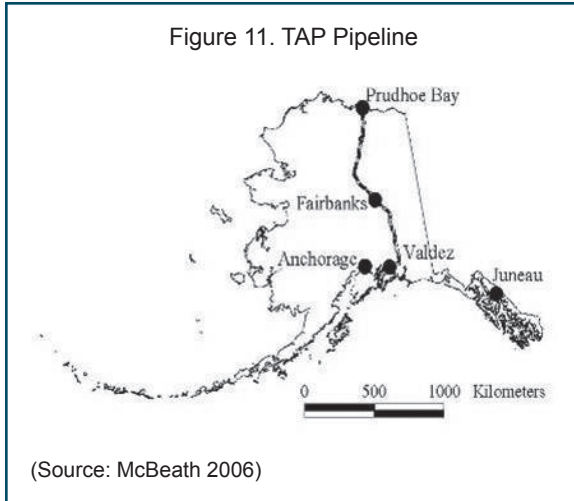 Figure 11. TAP Pipeline
Prudhoe Bay
Fairbanks
Anchorage
Valdez
Juneau
0 500 1000 Kilometers
(Source: McBeath 2006)